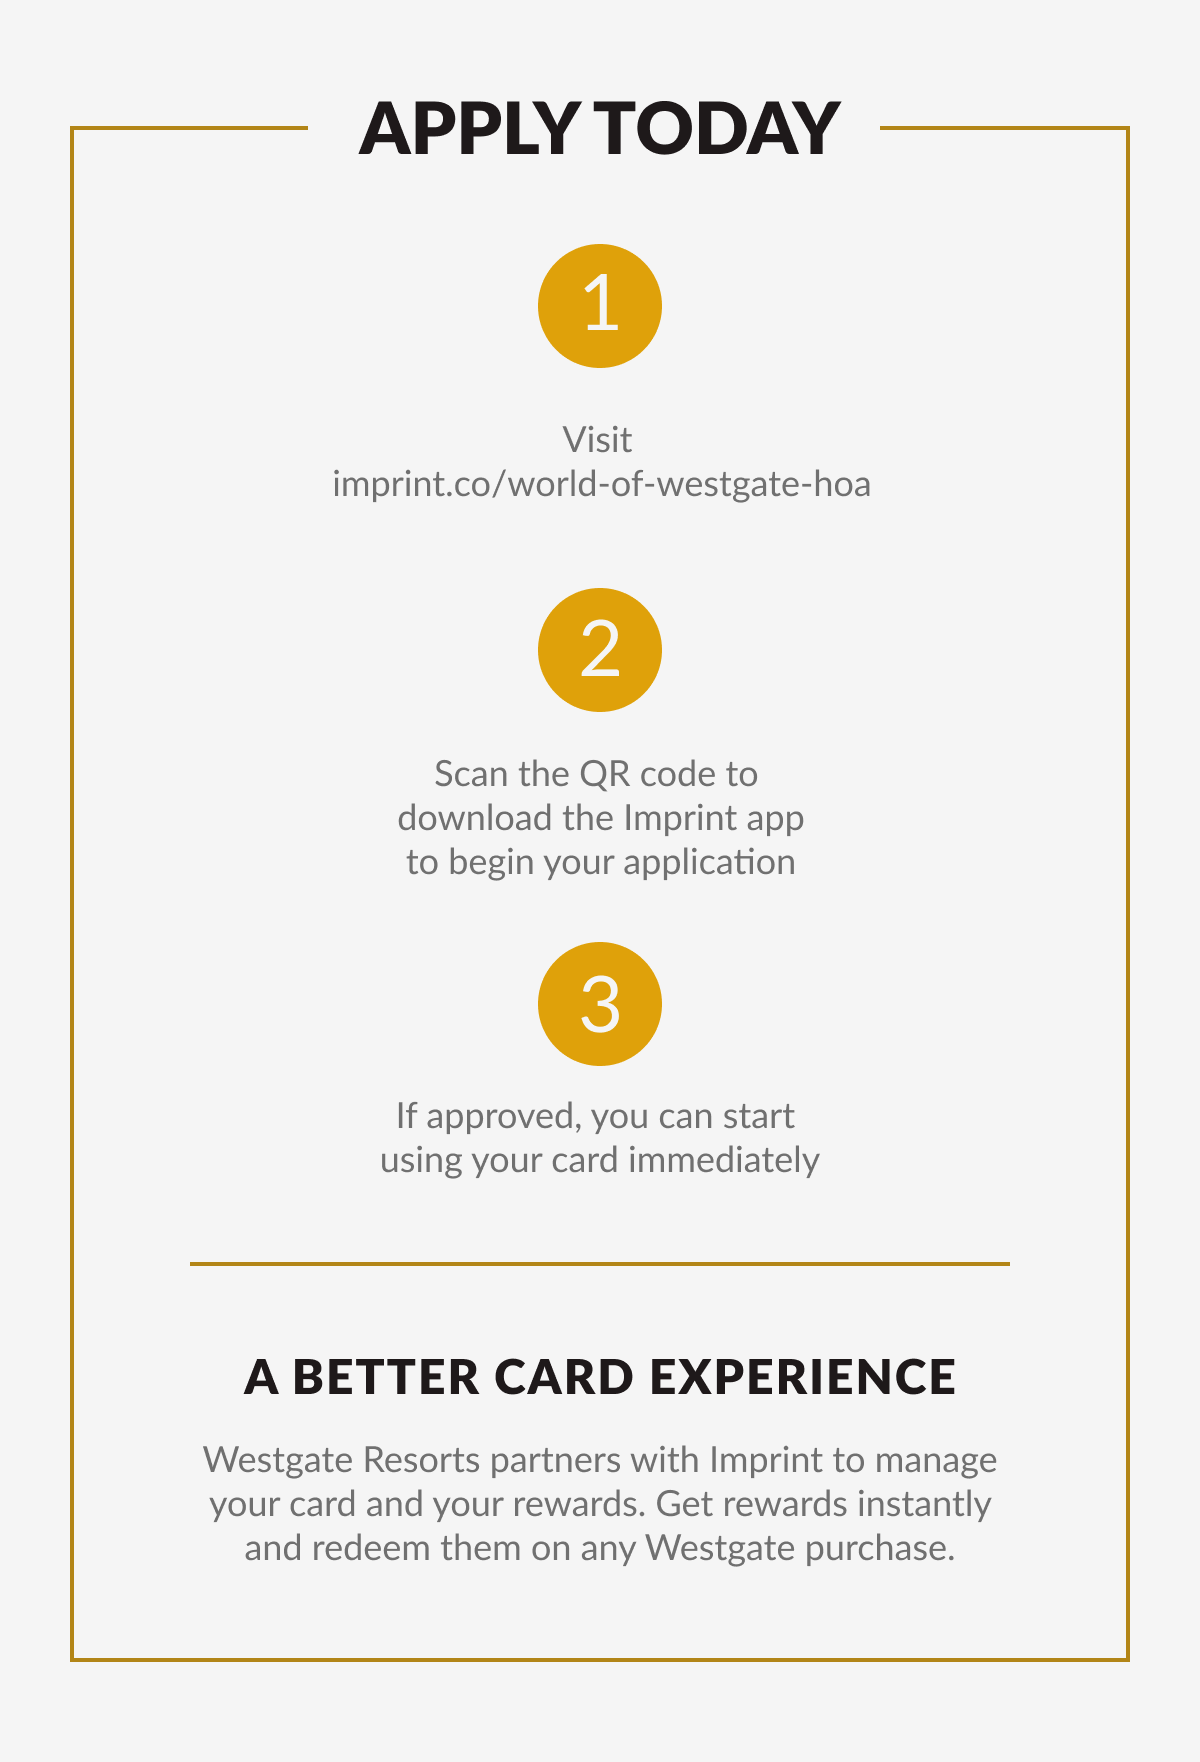 APPLY TODAY
1
Visit
imprint.co/world-of-westgate-hoa
2
Scan the QR code to
download the Imprint app
to begin your application
3
If approved, you can start
using your card immediately
A BETTER CARD EXPERIENCE
Westgate Resorts partners with Imprint to manage
your card and your rewards. Get rewards instantly
and redeem them on any Westgate purchase.